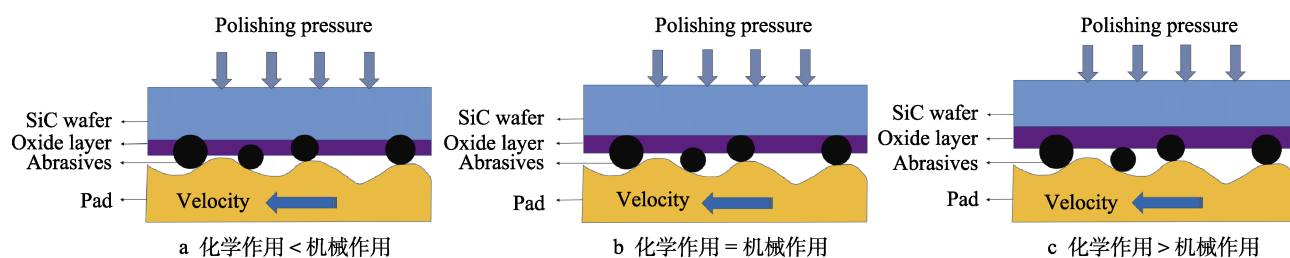 Polishing pressure
SiC wafer
Oxide layer
Abrasives
Pad
Velocity
a 化学作用<机械作用
Polishing pressure
SiC wafer
Oxide layer
Abrasives
Pad
Velocity
b 化学作用=机械作用
Polishing pressure
SiC wafer
Oxide layer
Abrasives
Pad
Velocity
c 化学作用>机械作用